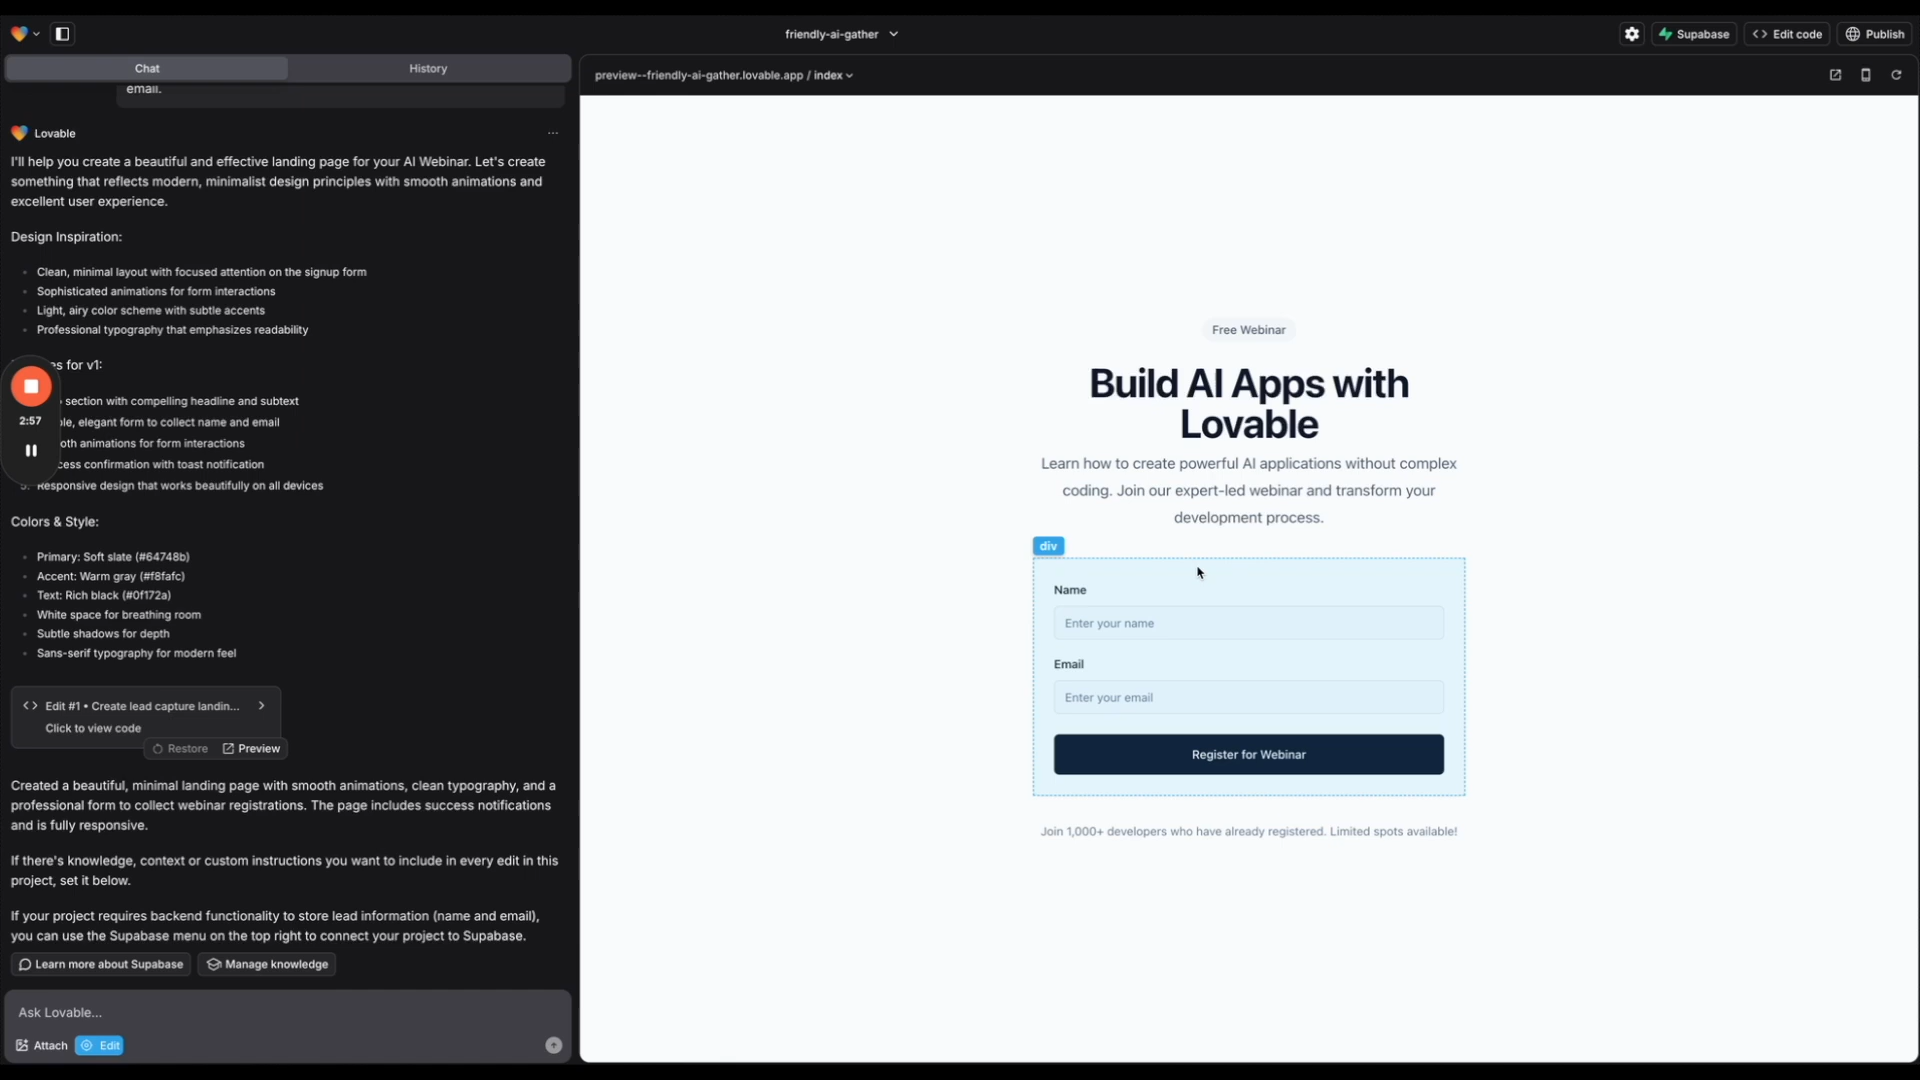 friendly-ai-gather
Supabase
Edit code
Publish
Chat
History
preview--friendly-ai-gather.lovable.app / index
email.
Lovable
I'll help you create a beautiful and effective landing page for your AI Webinar. Let's create
something that reflects modern, minimalist design principles with smooth animations and
excellent user experience.
Design Inspiration:
Clean, minimal layout with focused attention on the signup form
Sophisticated animations for form interactions
Light, airy color scheme with subtle accents
Professional typography that emphasizes readability
for v1:
section with compelling headline and subtext
elegant form to collect name and email
animations for form interactions
confirmation with toast notification
5. Responsive design that works beautifully on all devices
2:57
Colors & Style:
Primary: Soft slate (#64748b)
Accent: Warm gray (#f8fafc)
Text: Rich black (#0f172a)
White space for breathing room
Subtle shadows for depth
Sans-serif typography for modern feel
Edit #1 • Create lead capture landin...
Click to view code
Restore
Preview
Created a beautiful, minimal landing page with smooth animations, clean typography, and a
professional form to collect webinar registrations. The page includes success notifications
and is fully responsive.
If there's knowledge, context or custom instructions you want to include in every edit in this
project, set it below.
If your project requires backend functionality to store lead information (name and email),
you can use the Supabase menu on the top right to connect your project to Supabase.
Learn more about Supabase
Manage knowledge
Ask Lovable...
Attach
Edit
Free Webinar
Build AI Apps with
Lovable
Learn how to create powerful AI applications without complex
coding. Join our expert-led webinar and transform your
development process.
div
Name
Enter your name
Email
Enter your email
Register for Webinar
Join 1,000+ developers who have already registered. Limited spots available!